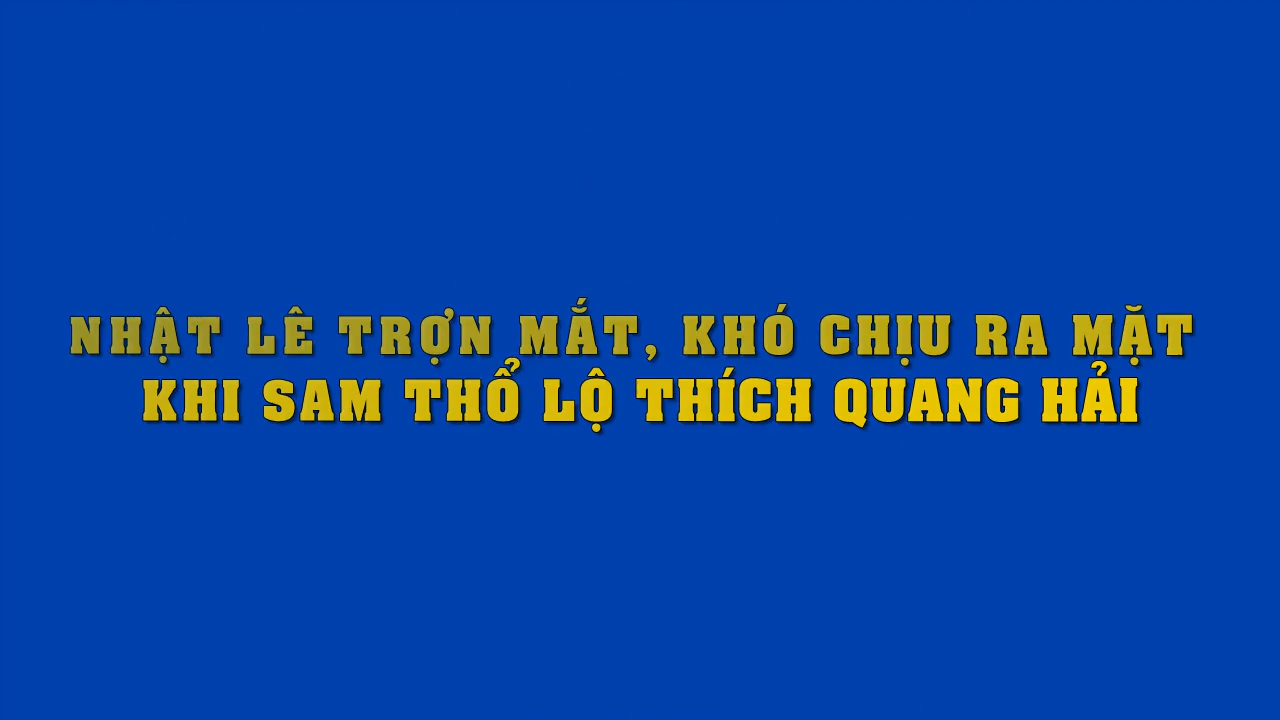 NHẬT LÊ TRỢN MẮT, KHÓ CHỊU RA MẶT
KHI SAM THỔ LỘ THÍCH QUANG HẢI